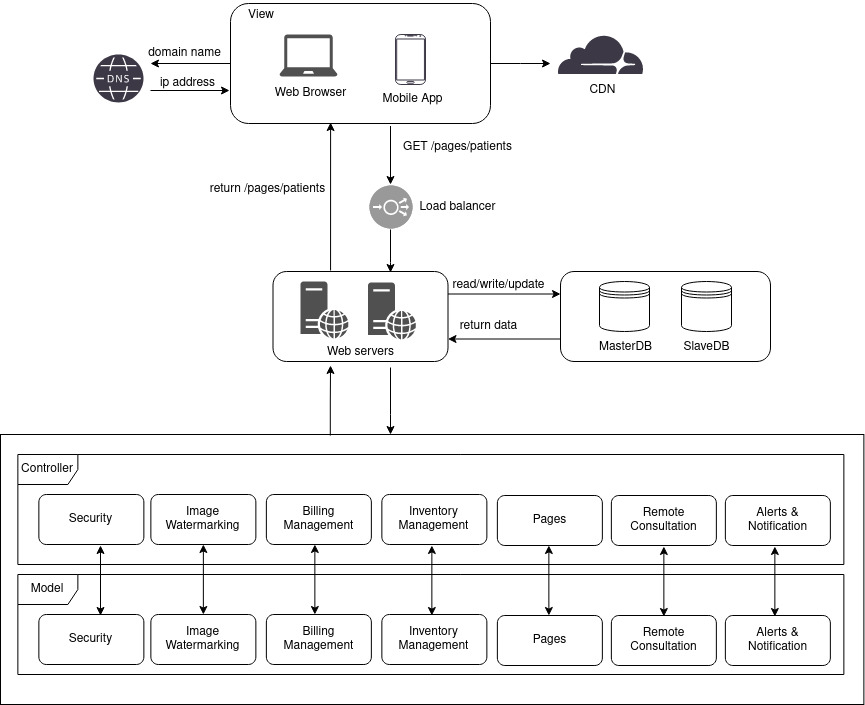 View
domain name
DNS
ip address
Web Browser
Mobile App
CDN
GET /pages/patients
return /pages/patients
Load balancer
read/write/update
return data
Web servers
MasterDB
SlaveDB
Controller
Security
Image
Watermarking
Billing
Management
Inventory
Management
Pages
Remote
Consultation
Alerts &
Notification
Model
Security
Image
Watermarking
Billing
Management
Inventory
Management
Pages
Remote
Consultation
Alerts &
Notification